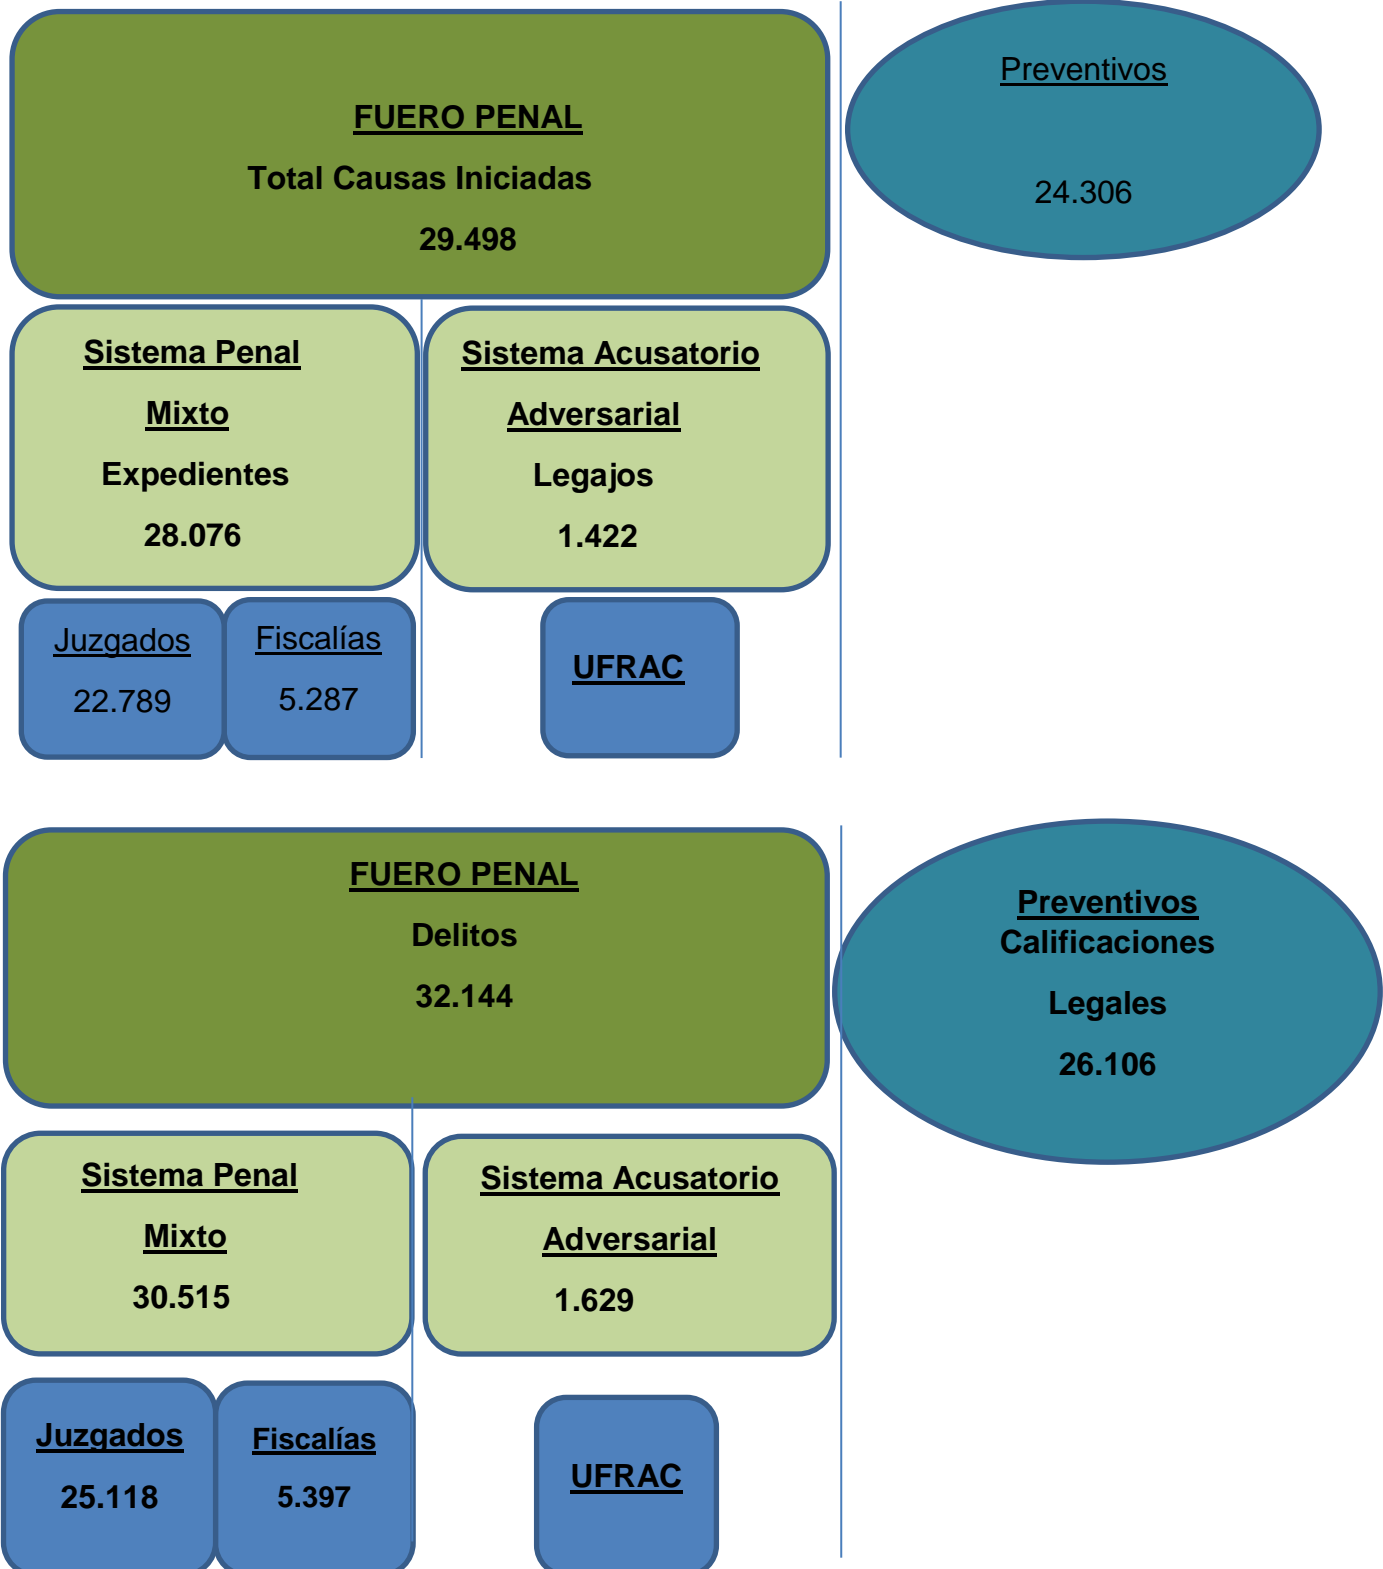 FUERO PENAL
Total Causas Iniciadas
29.498
Preventivos
24.306
Sistema Penal
Mixto
Expedientes
28.076
Sistema Acusatorio
Adversarial
Legajos
1.422
Juzgados
22.789
Fiscalías
5.287
UFRAC
FUERO PENAL
Delitos
32.144
Preventivos
Calificaciones
Legales
26.106
Sistema Penal
Mixto
30.515
Sistema Acusatorio
Adversarial
1.629
Juzgados
25.118
Fiscalías
5.397
UFRAC